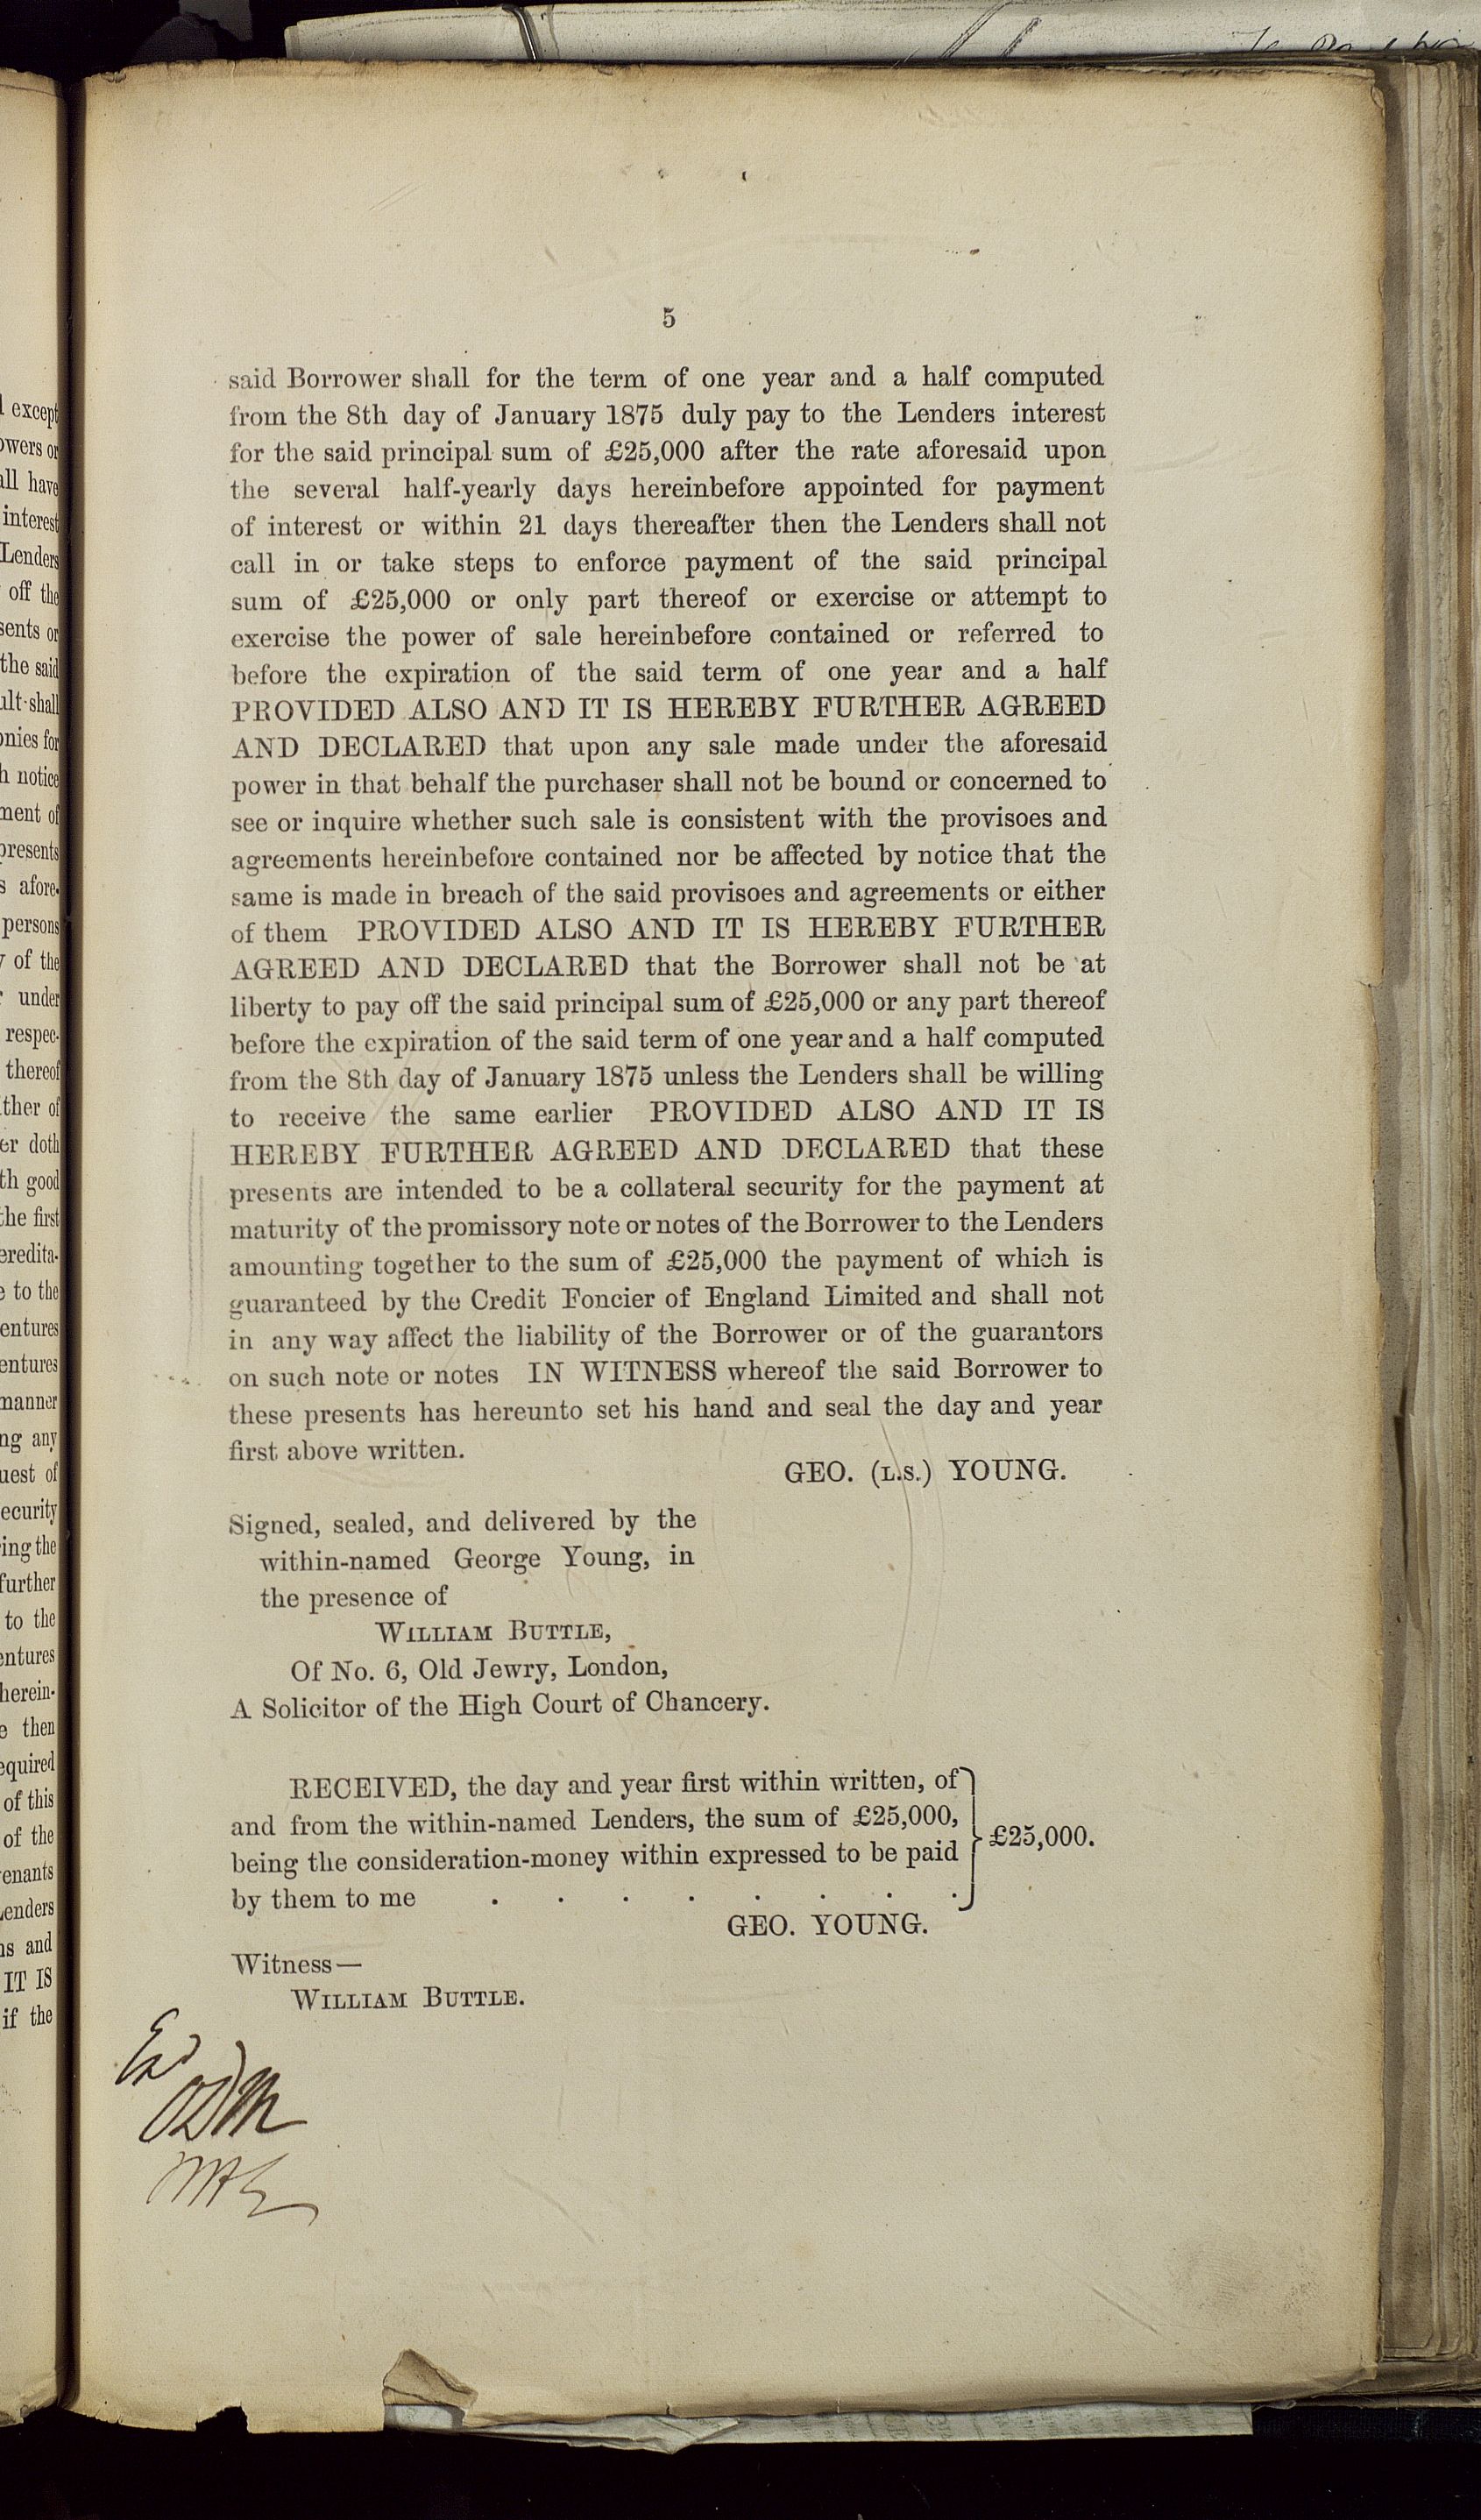 5
said Borrower shall for the term of one year and a half computed
from the 8th day of January 1875 duly pay to the Lenders interest
for the said principal sum of £25,000 after the rate aforesaid upon
the several half-yearly days hereinbefore appointed for payment
of interest or within 21 days thereafter then the Lenders shall not
call in or take steps to enforce payment of the said principal
sum of £25,000 or only part thereof or exercise or attempt to
exercise the power of sale hereinbefore contained or referred to
before the expiration of the said term of one year and a half
PROVIDED ALSO AND IT IS HEREBY FURTHER AGREED
AND DECLARED that upon any sale made under the aforesaid
power in that behalf the purchaser shall not be bound or concerned to
see or inquire whether such sale is consistent with the provisoes and
agreements hereinbefore contained nor be affected by notice that the
same is made in breach of the said provisoes and agreements or either
of them PROVIDED ALSO AND IT IS HEREBY FURTHER
AGREED AND DECLARED that the Borrower shall not be at
liberty to pay off the said principal sum of £25,000 or any part thereof
before the expiration of the said term of one year and a half computed
from the 8th day of January 1875 unless the Lenders shall be willing
to receive the same earlier PROVIDED ALSO AND IT IS
HEREBY FURTHER AGREED AND DECLARED that these
presents are intended to be a collateral security for the payment at
maturity of the promissory note or notes of the Borrower to the Lenders
amounting together to the sum of £25,000 the payment of which is
guaranteed by the Credit Foncier of England Limited and shall not
in any way affect the liability of the Borrower or of the guarantors
on such note or notes IN WITNESS whereof the said Borrower to
these presents has hereunto set his hand and seal the day and year
first above written.
GEO. (L.S.) YOUNG.
Signed, sealed, and delivered by the
within-named George Young, in
the presence of
WILLIAM BUTTLE,
Of No. 6, Old Jewry, London,
A Solicitor of the High Court of Chancery.
RECEIVED, the day and year first within written, of
and from the within-named Lenders, the sum of £25,000,
being the consideration-money within expressed to be paid
by them to me . . . . . . . .
£25,000.
GEO. YOUNG.
Witness—
WILLIAM BUTTLE.